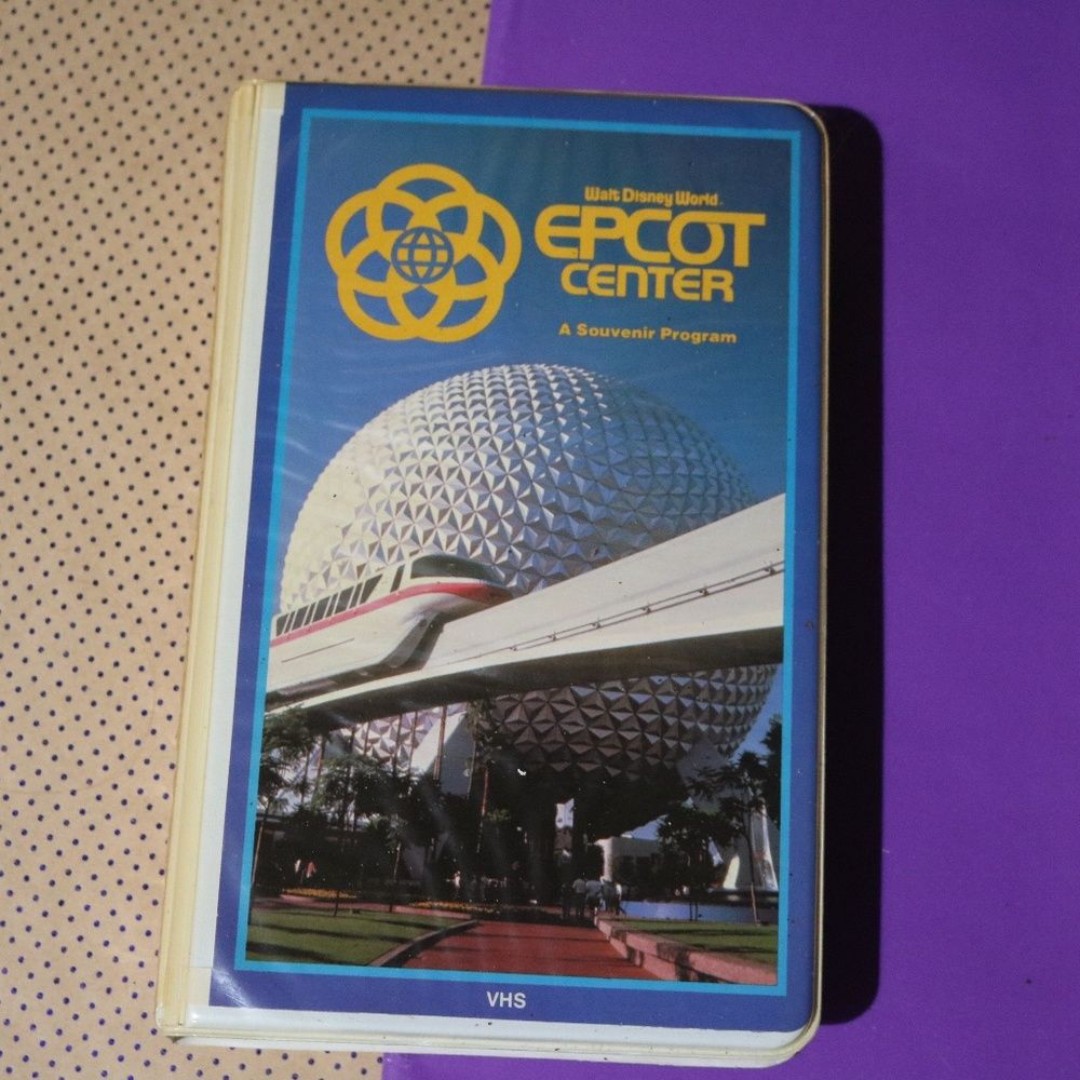 Walt Disney World
EPCOT
CENTER
A Souvenir Program
VHS